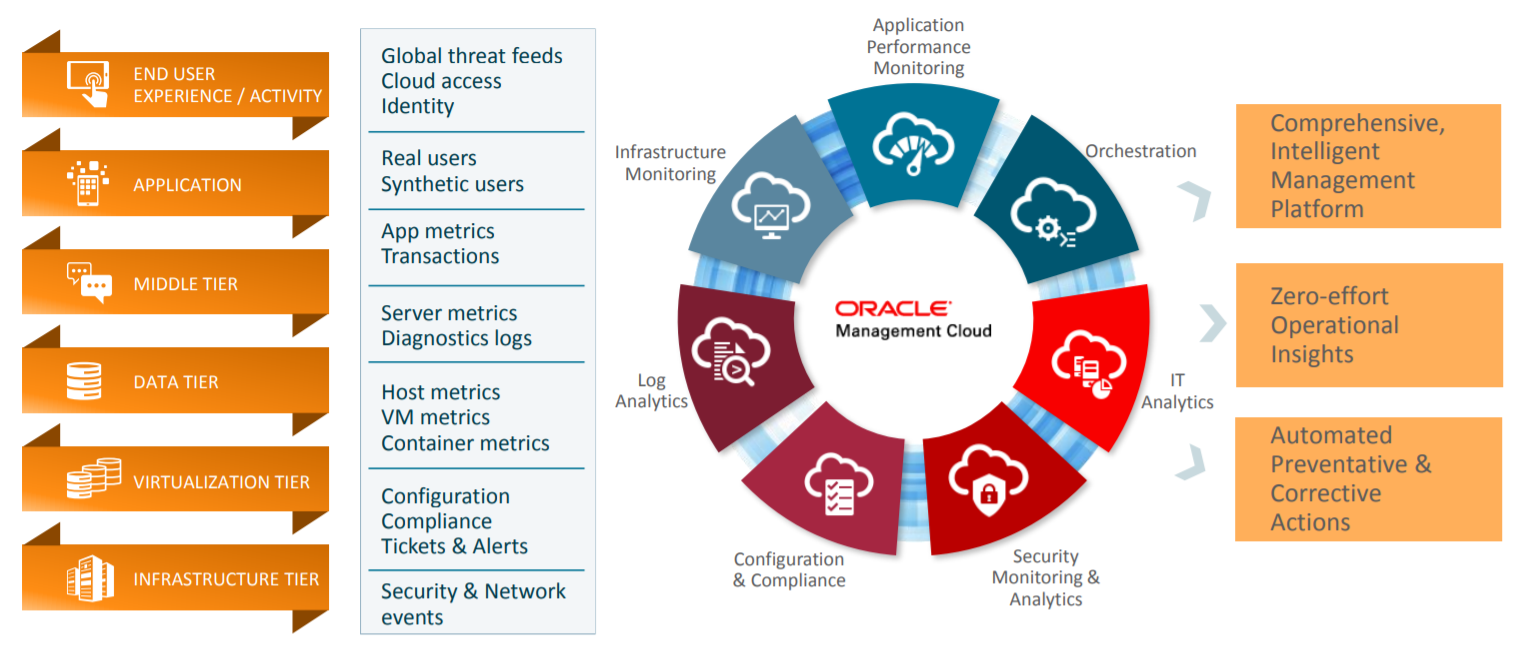 END USER
EXPERIENCE / ACTIVITY
APPLICATION
MIDDLE TIER
DATA TIER
VIRTUALIZATION TIER
INFRASTRUCTURE TIER
Global threat feeds
Cloud access
Identity
Real users
Synthetic users
App metrics
Transactions
Server metrics
Diagnostics logs
Host metrics
VM metrics
Container metrics
Configuration
Compliance
Tickets & Alerts
Security & Network
events
Application
Performance
Monitoring
Infrastructure
Monitoring
Orchestration
ORACLE
Management Cloud
Log
Analytics
IT
Analytics
Configuration
& Compliance
Security
Monitoring &
Analytics
Comprehensive,
Intelligent
Management
Platform
Zero-effort
Operational
Insights
Automated
Preventative &
Corrective
Actions